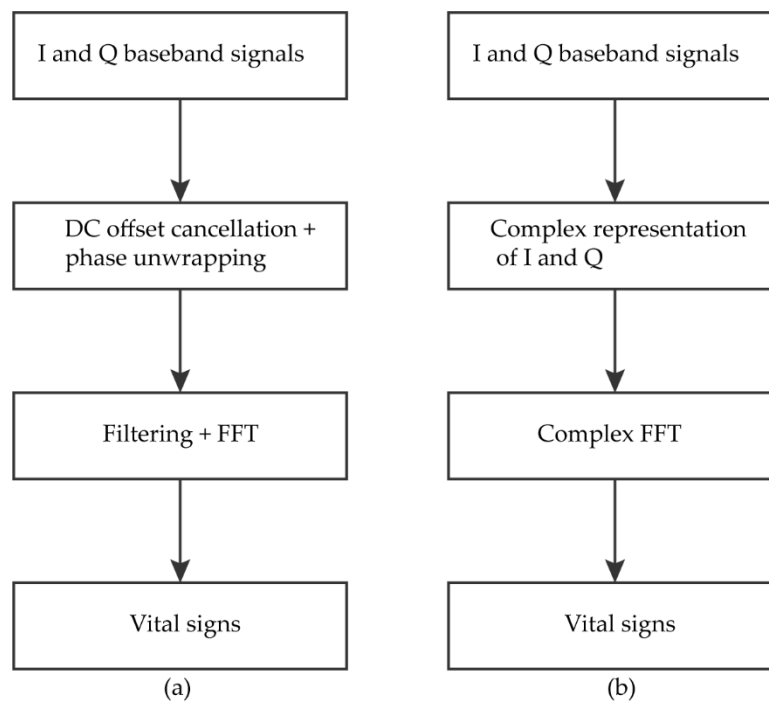 I and Q baseband signals
DC offset cancellation +
phase unwrapping
Filtering + FFT
Vital signs
(a)
I and Q baseband signals
Complex representation
of I and Q
Complex FFT
Vital signs
(b)